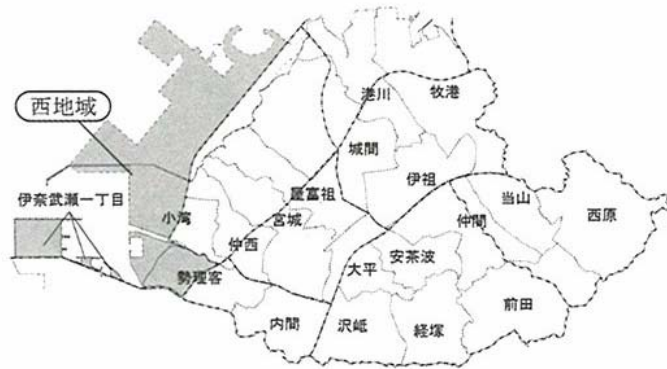 西地域
伊奈武瀬一丁目
港川
牧港
城間
伊祖
屋富祖
宮城
小湾
仲西
勢理客
当山
仲間
西原
大平
安茶波
内間
沢岻
経塚
前田